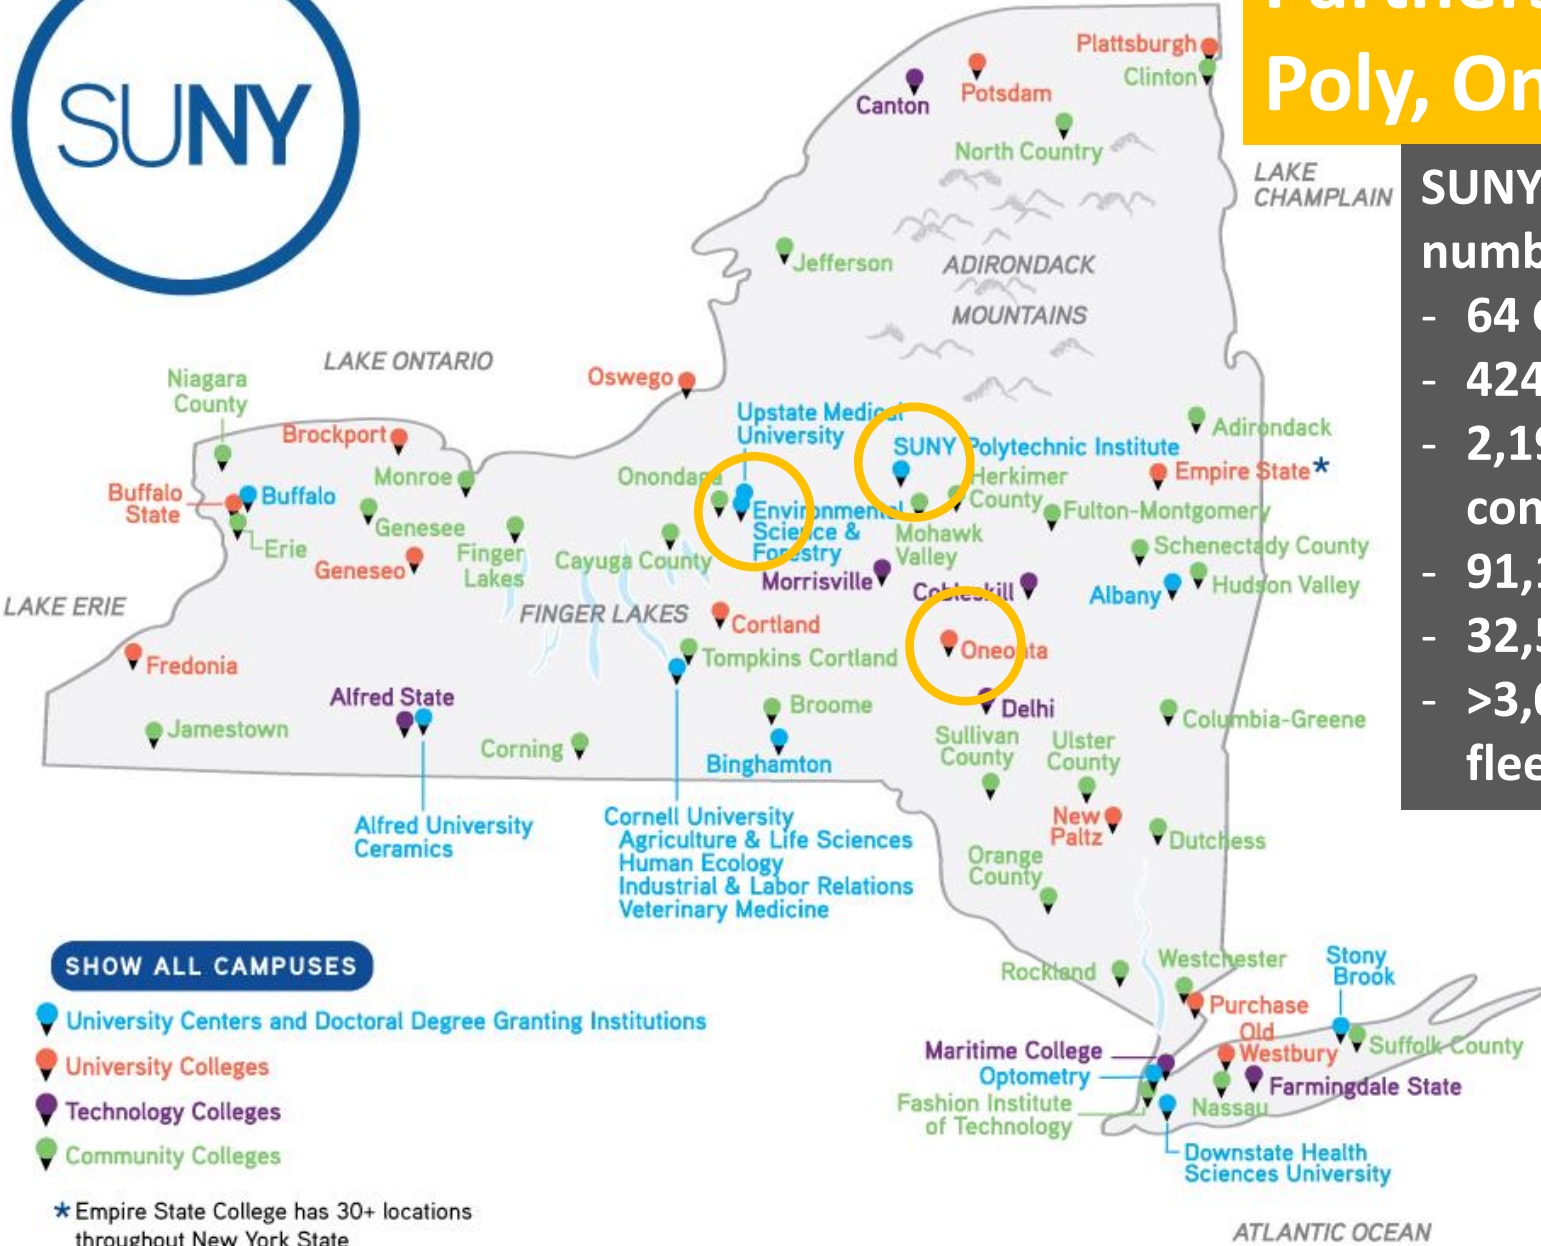 SUNY
Poly, On
SUNY
numb
- 64
- 424
- 2,19
con
- 91,1
- 32,5
- >3,0
flee
Plattsburgh
Clinton
Canton
Potsdam
North Country
LAKE
CHAMPLAIN
Jefferson
ADIRONDACK
MOUNTAINS
LAKE ONTARIO
Oswego
Niagara
County
Brockport
Upstate Medical
University
SUNY Polytechnic Institute
Adirondack
Monroe
Onondaga
Herkimer
County
Empire State*
Buffalo
State
Buffalo
Genesee
Environmental
Science &
Forestry
Mohawk
Valley
Fulton-Montgomery
Erie
Geneseo
Finger
Lakes
Cayuga County
Morrisville
Schenectady County
Cobleskill
Albany
Hudson Valley
LAKE ERIE
FINGER LAKES
Cortland
Oneonta
Fredonia
Tompkins Cortland
Alfred State
Broome
Delhi
Columbia-Greene
Jamestown
Corning
Binghamton
Sullivan
County
Ulster
County
Alfred University
Ceramics
Cornell University
Agriculture & Life Sciences
Human Ecology
Industrial & Labor Relations
Veterinary Medicine
New
Paltz
Dutchess
Orange
County
Rockland
Westchester
Stony
Brook
Purchase
Old
Westbury
Suffolk County
Maritime College
Optometry
Farmingdale State
Fashion Institute
of Technology
Nassau
Downstate Health
Sciences University
ATLANTIC OCEAN
SHOW ALL CAMPUSES
University Centers and Doctoral Degree Granting Institutions
University Colleges
Technology Colleges
Community Colleges
* Empire State College has 30+ locations
throughout New York State